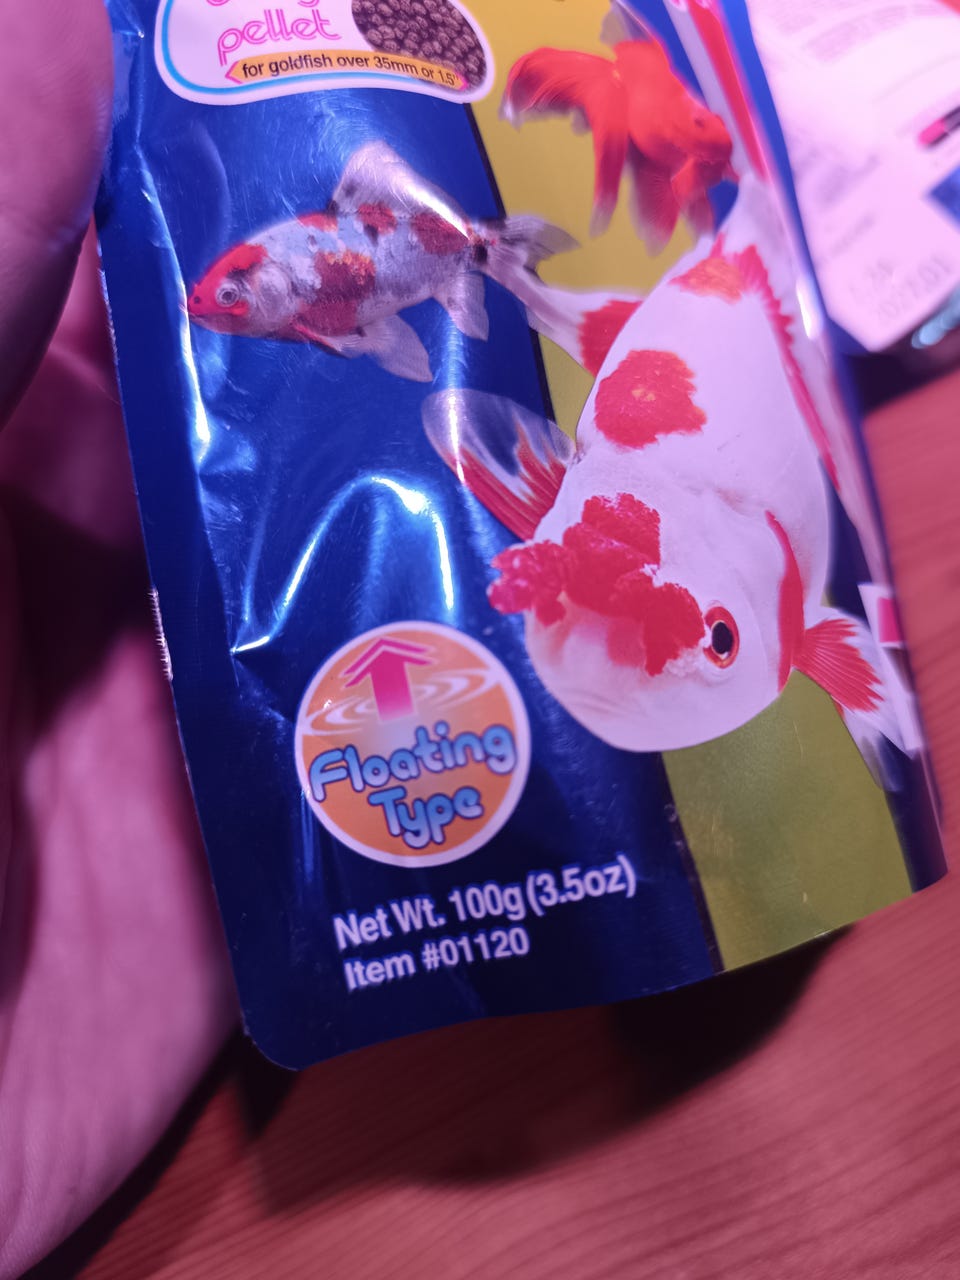 pellet
for goldfish over 35mm or 1.5"
Floating
Type
Net Wt. 100g (3.5oz)
Item #01120